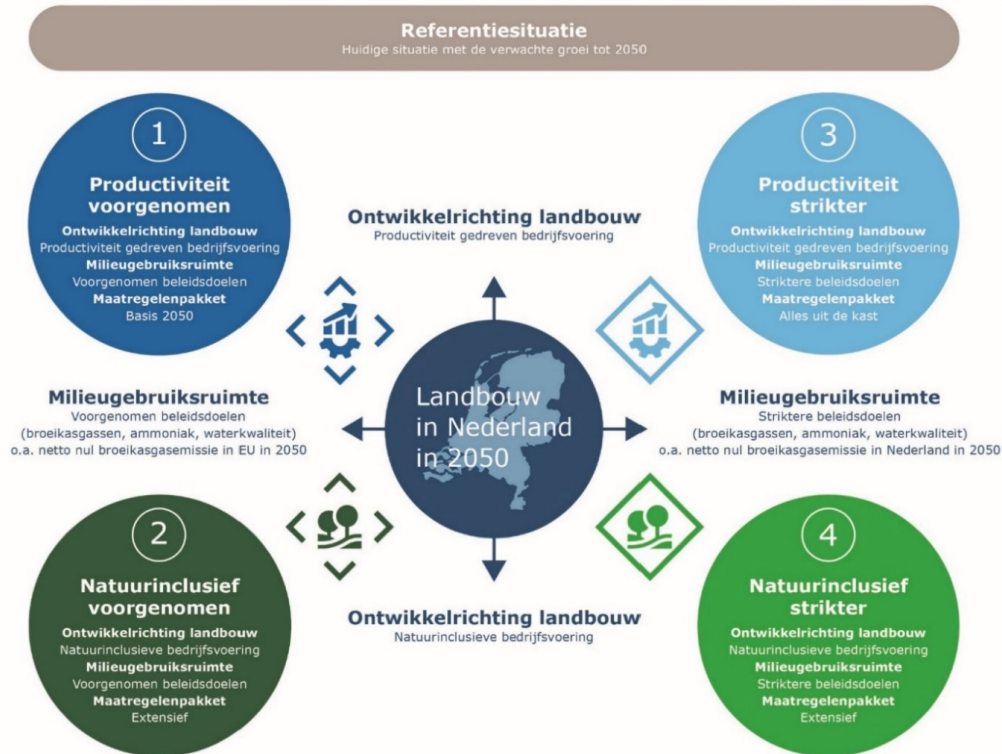 Referentiesituatie
Huidige situatie met de verwachte groei tot 2050
1
Productiviteit
voorgenomen
Ontwikkelrichting landbouw
Productiviteit gedreven bedrijfsvoering
Milieugebruiksruimte
Voorgenomen beleidsdoelen
Maatregelenpakket
Basis 2050
Ontwikkelrichting landbouw
Productiviteit gedreven bedrijfsvoering
3
Productiviteit
strikter
Ontwikkelrichting landbouw
Productiviteit gedreven bedrijfsvoering
Milieugebruiksruimte
Striktere beleidsdoelen
Maatregelenpakket
Alles uit de kast
Milieugebruiksruimte
Voorgenomen beleidsdoelen
(broeikasgassen, ammoniak, waterkwaliteit)
o.a. netto nul broeikasgasemissie in EU in 2050
Landbouw
in Nederland
in 2050
Milieugebruiksruimte
Striktere beleidsdoelen
(broeikasgassen, ammoniak, waterkwaliteit)
o.a. netto nul broeikasgasemissie in Nederland in 2050
2
Natuurinclusief
voorgenomen
Ontwikkelrichting landbouw
Natuurinclusieve bedrijfsvoering
Milieugebruiksruimte
Voorgenomen beleidsdoelen
Maatregelenpakket
Extensief
Ontwikkelrichting landbouw
Natuurinclusieve bedrijfsvoering
4
Natuurinclusief
strikter
Ontwikkelrichting landbouw
Natuurinclusieve bedrijfsvoering
Milieugebruiksruimte
Striktere beleidsdoelen
Maatregelenpakket
Extensief